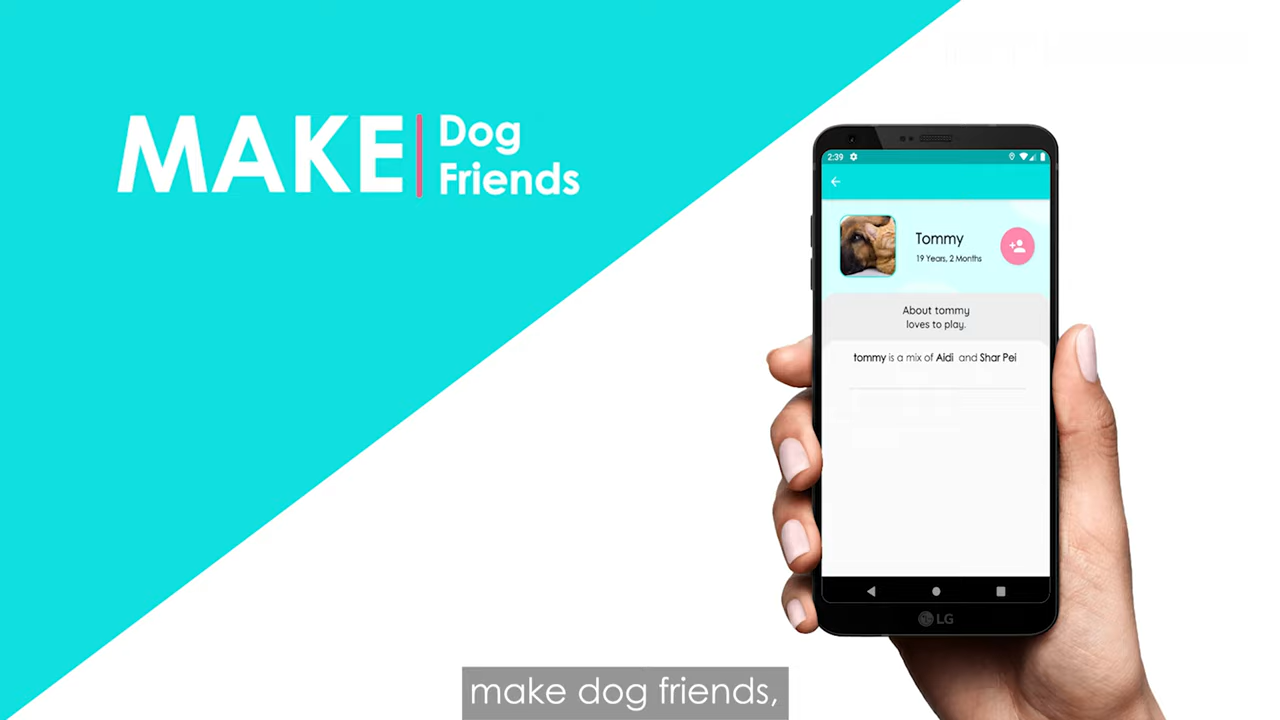 MAKE
Dog
Friends
2:39
Tommy
19 Years, 2 Months
About tommy
loves to play.
tommy is a mix of Aidi and Shar Pei
LG
make dog friends,